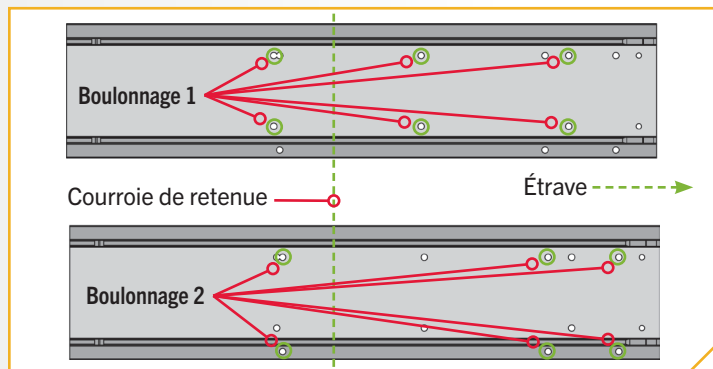 Boulonnage 1
Courroie de retenue
Étrave
Boulonnage 2